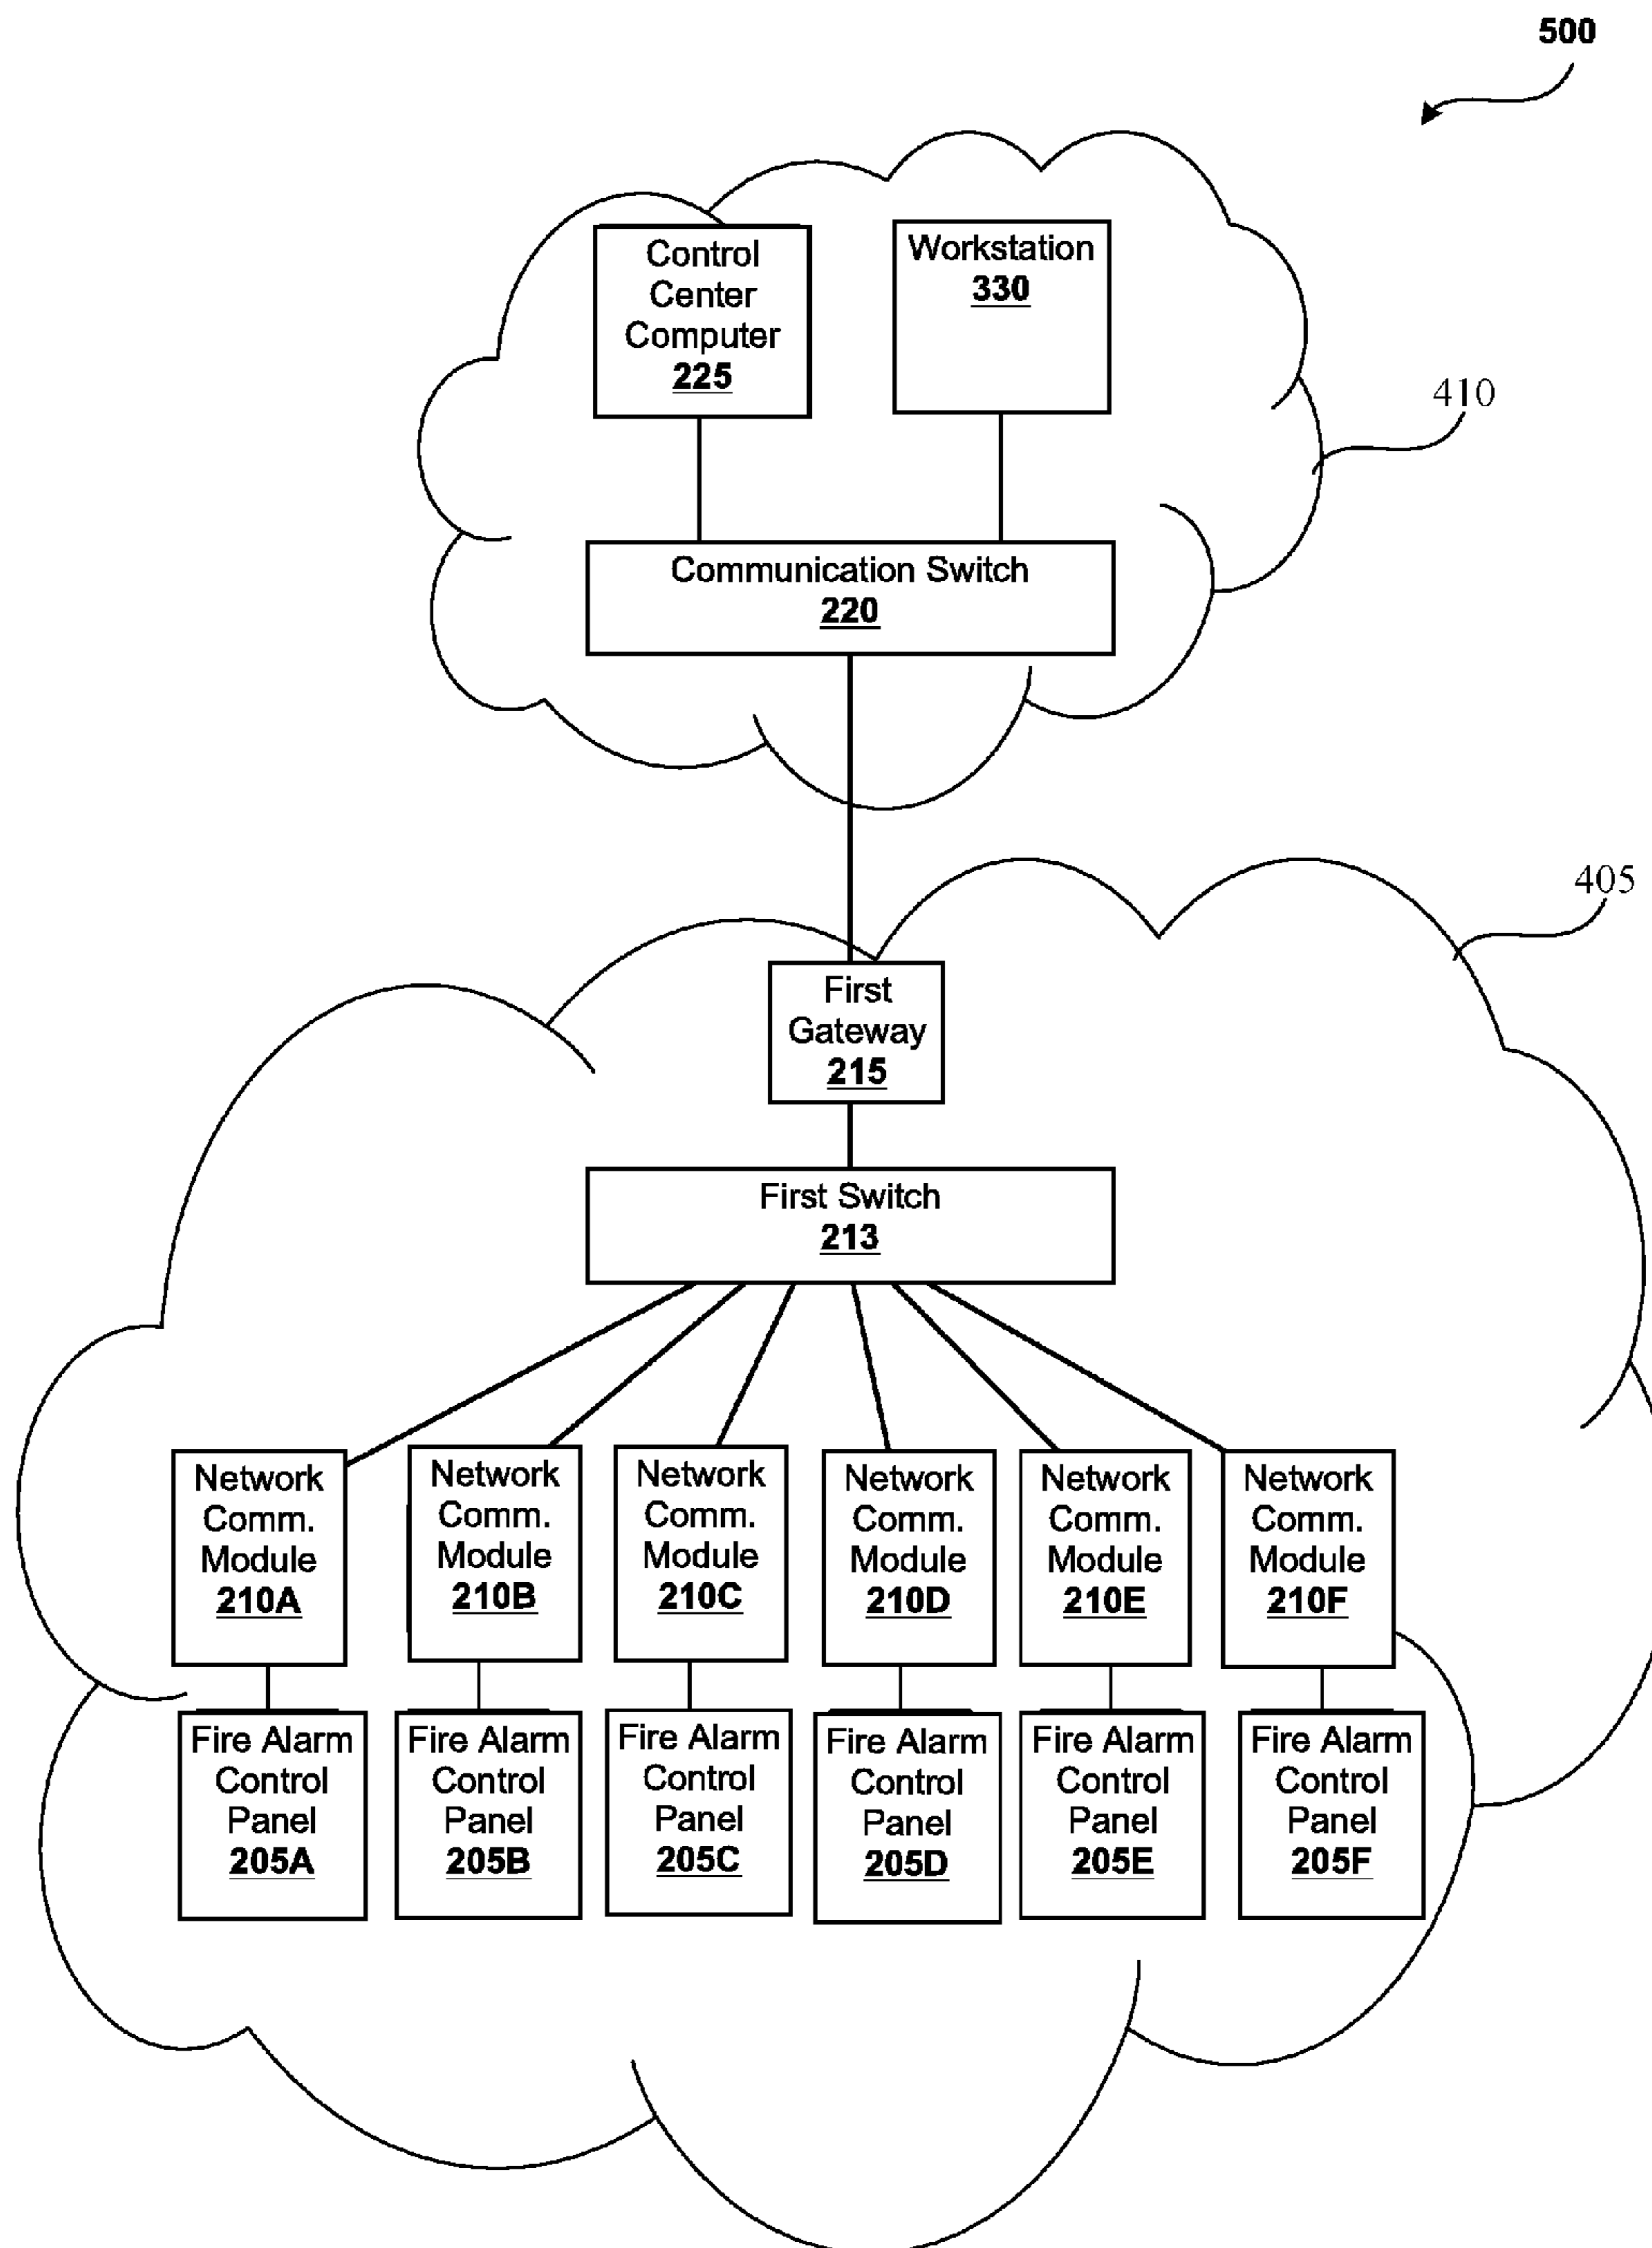 500
Control
Center
Computer
225
Workstation
330
410
Communication Switch
220
405
First
Gateway
215
First Switch
213
Network
Comm.
Module
210A
Network
Comm.
Module
210B
Network
Comm.
Module
210C
Network
Comm.
Module
210D
Network
Comm.
Module
210E
Network
Comm.
Module
210F
Fire Alarm
Control
Panel
205A
Fire Alarm
Control
Panel
205B
Fire Alarm
Control
Panel
205C
Fire Alarm
Control
Panel
205D
Fire Alarm
Control
Panel
205E
Fire Alarm
Control
Panel
205F